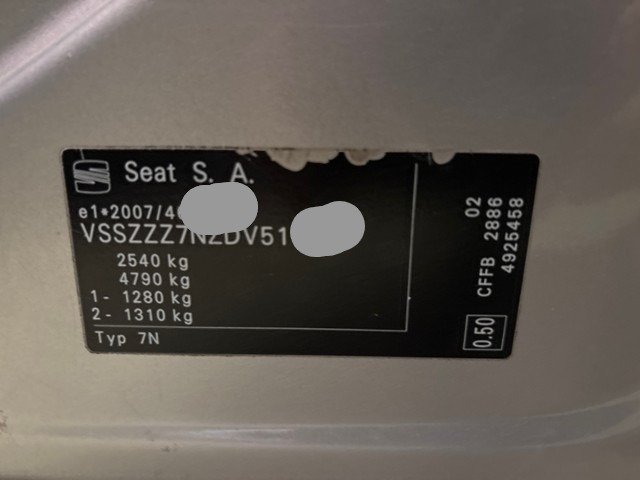 Seat S. A.
e1*2007/4
VSSZZZ7NZDV51
2540 kg
4790 kg
1- 1280 kg
2- 1310 kg
Typ 7N
02
CFFB 2886
4925458
0.50